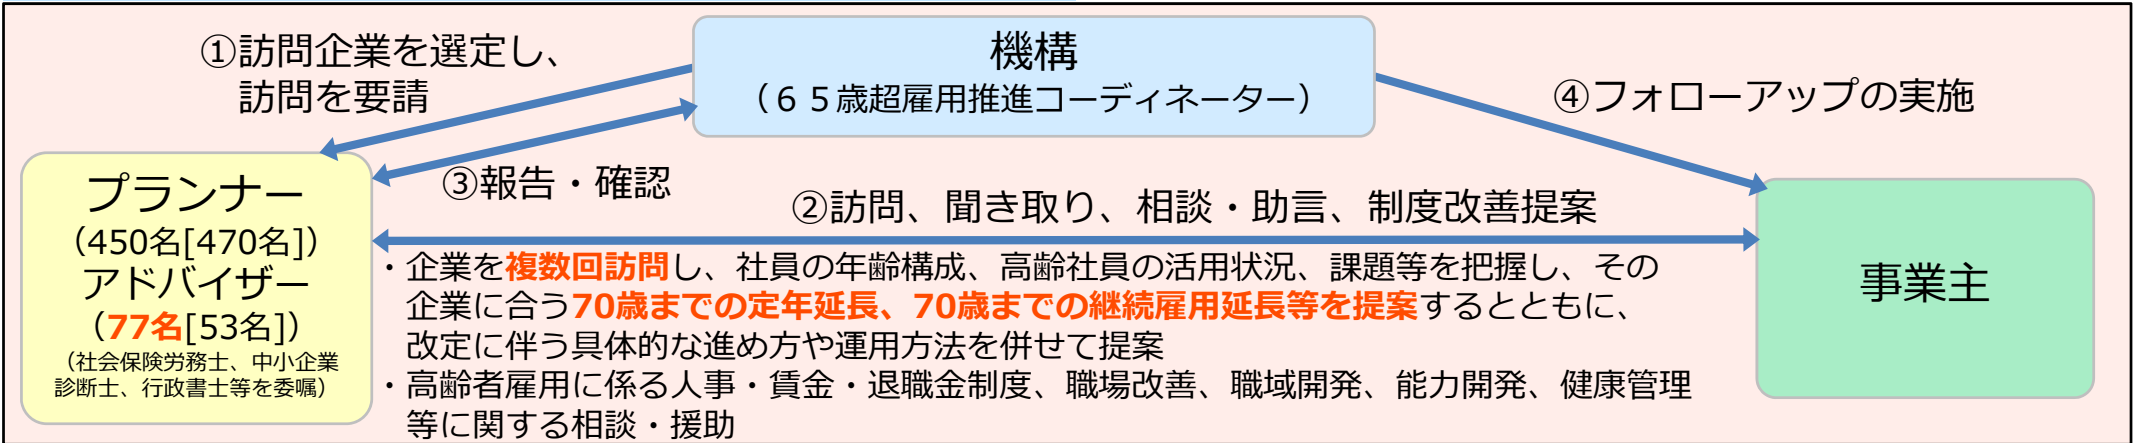 ①訪問企業を選定し、
訪問を要請
機構
（６５歳超雇用推進コーディネーター）
④フォローアップの実施
プランナー
（450名[470名]）
アドバイザー
（77名[53名]）
（社会保険労務士、中小企業
診断士、行政書士等を委嘱）
③報告・確認
②訪問、聞き取り、相談・助言、制度改善提案
・企業を複数回訪問し、社員の年齢構成、高齢社員の活用状況、課題等を把握し、その
企業に合う70歳までの定年延長、70歳までの継続雇用延長等を提案するとともに、
改定に伴う具体的な進め方や運用方法を併せて提案
・高齢者雇用に係る人事・賃金・退職金制度、職場改善、職域開発、能力開発、健康管理
等に関する相談・援助
事業主